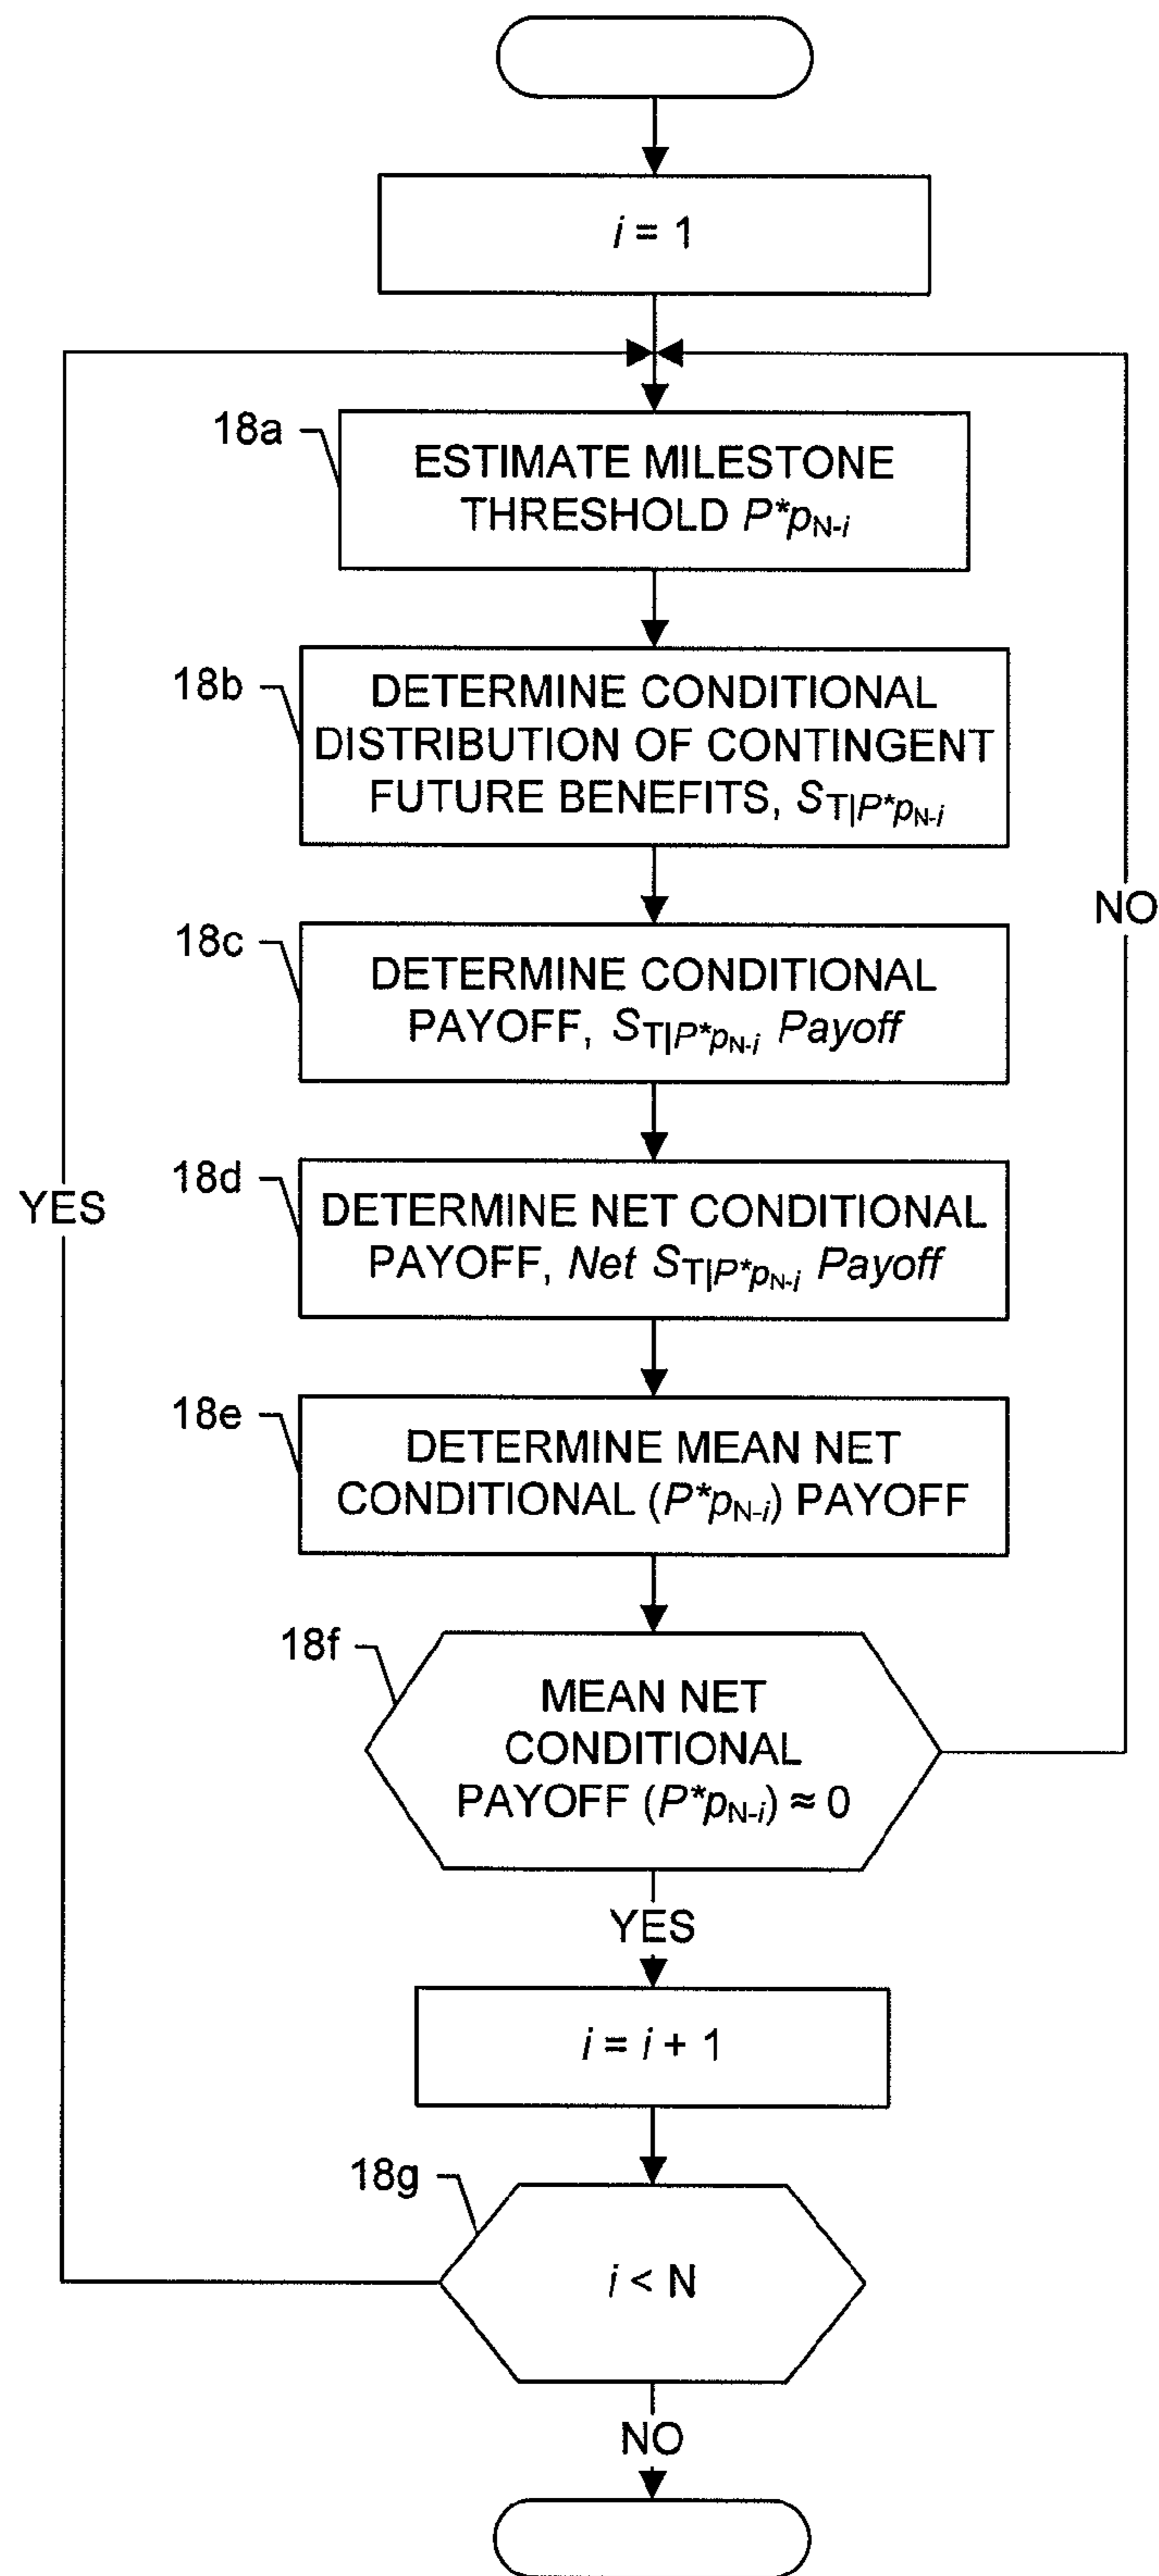 i = 1
18a
ESTIMATE MILESTONE
THRESHOLD P*pN-i
18b
DETERMINE CONDITIONAL
DISTRIBUTION OF CONTINGENT
FUTURE BENEFITS, ST|P*pN-i
NO
18c
DETERMINE CONDITIONAL
PAYOFF, ST|P*pN-i Payoff
18d
DETERMINE NET CONDITIONAL
PAYOFF, Net ST|P*pN-i Payoff
YES
18e
DETERMINE MEAN NET
CONDITIONAL (P*pN-i) PAYOFF
18f
MEAN NET
CONDITIONAL
PAYOFF (P*pN-i) ≈ 0
YES
i = i + 1
18g
i < N
NO